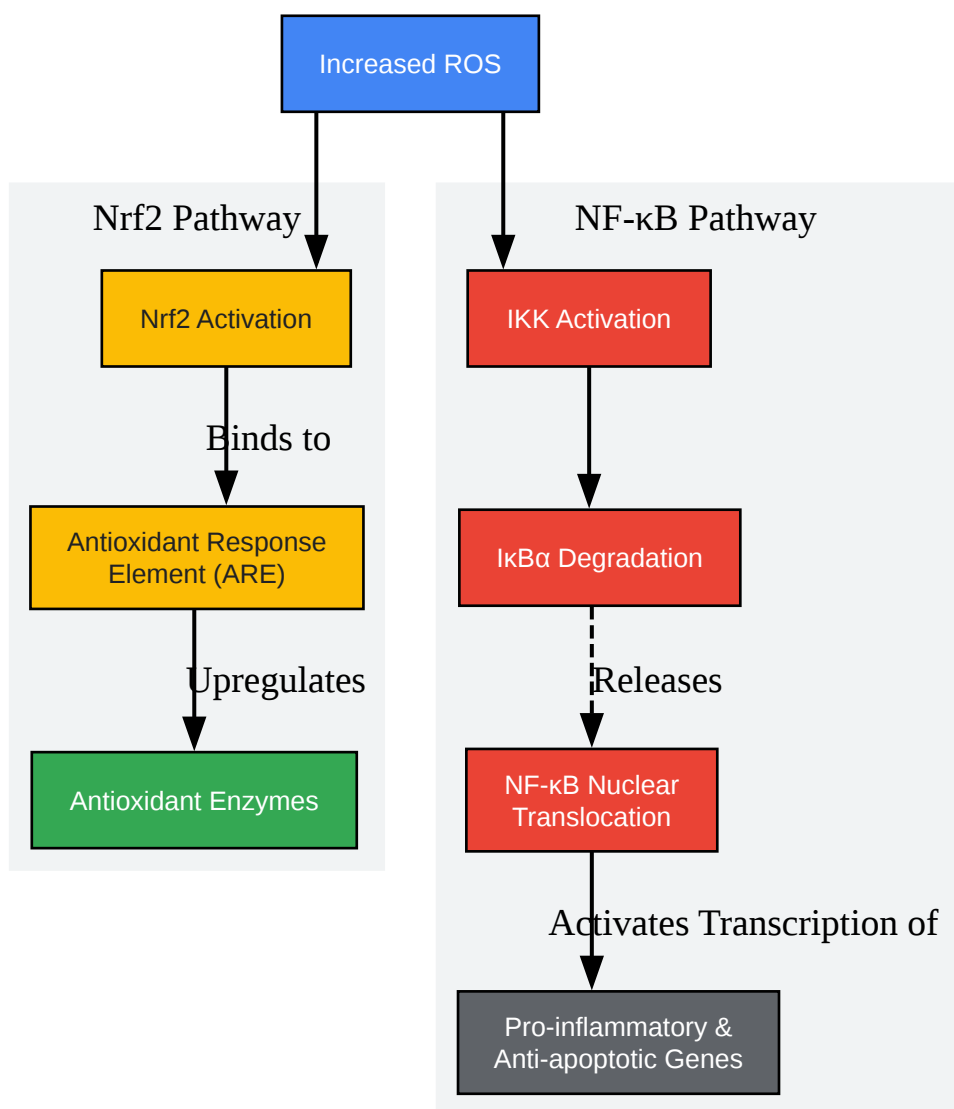 Increased ROS
Nrf2 Pathway
Nrf2 Activation
Binds to
Antioxidant Response
Element (ARE)
Upregulates
Antioxidant Enzymes
NF-κB Pathway
IKK Activation
IκBα Degradation
Releases
NF-κB Nuclear
Translocation
Activates Transcription of
Pro-inflammatory &
Anti-apoptotic Genes